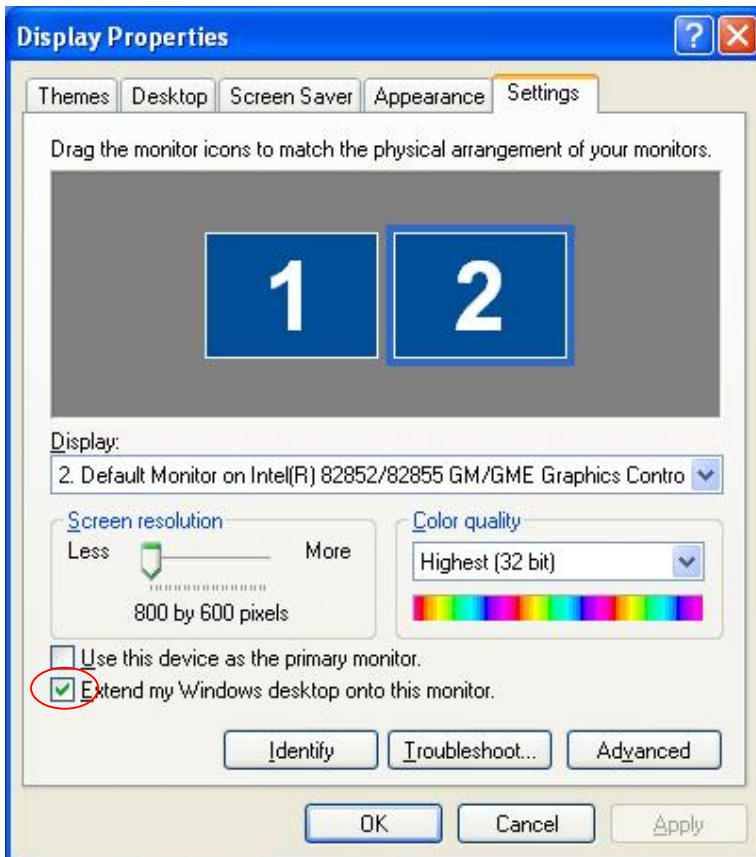 Display Properties
?
Themes Desktop Screen Saver Appearance Settings
Drag the monitor icons to match the physical arrangement of your monitors.
1 2
Display:
2. Default Monitor on Intel(R) 82852/82855 GM/GME Graphics Contro
Screen resolution Color quality
Less More Highest (32 bit)
800 by 600 pixels
Use this device as the primary monitor.
Extend my Windows desktop onto this monitor.
Identify Troubleshoot... Advanced
OK Cancel Apply